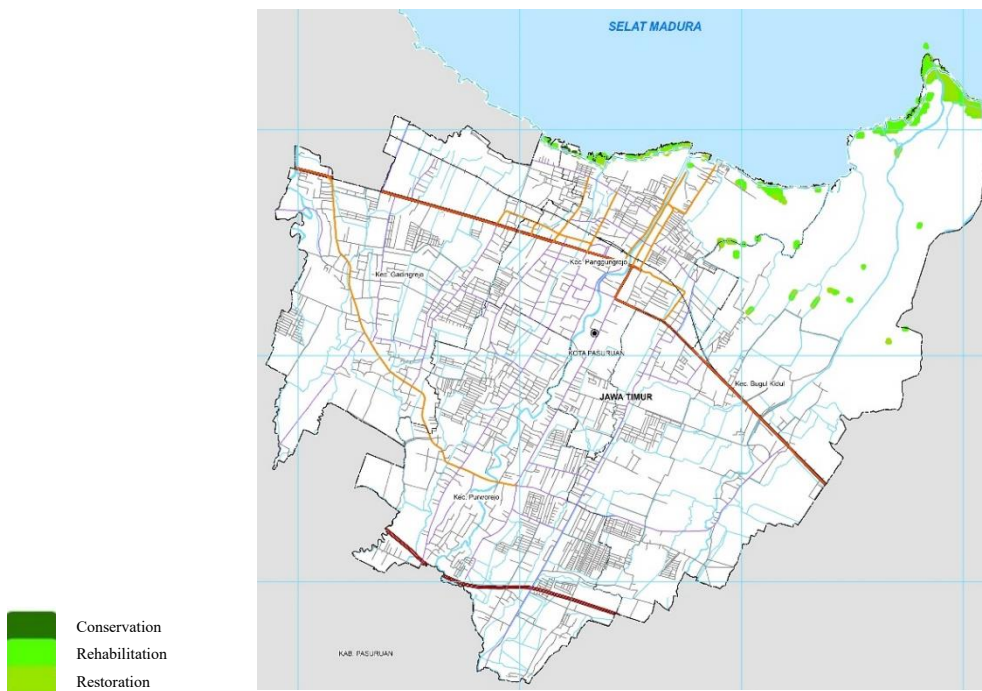 SELAT MADURA
Kec. Panggungrejo
Kec. Gadingrejo
KOTA PASURUAN
Kec. Bugul Kidul
JAWA TIMUR
Kec. Purworejo
KAB. PASURUAN
Conservation
Rehabilitation
Restoration